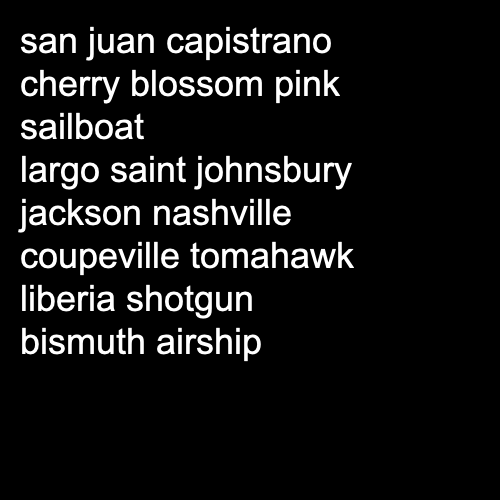 san juan capistrano
cherry blossom pink
sailboat
largo saint johnsbury
jackson nashville
coupeville tomahawk
liberia shotgun
bismuth airship